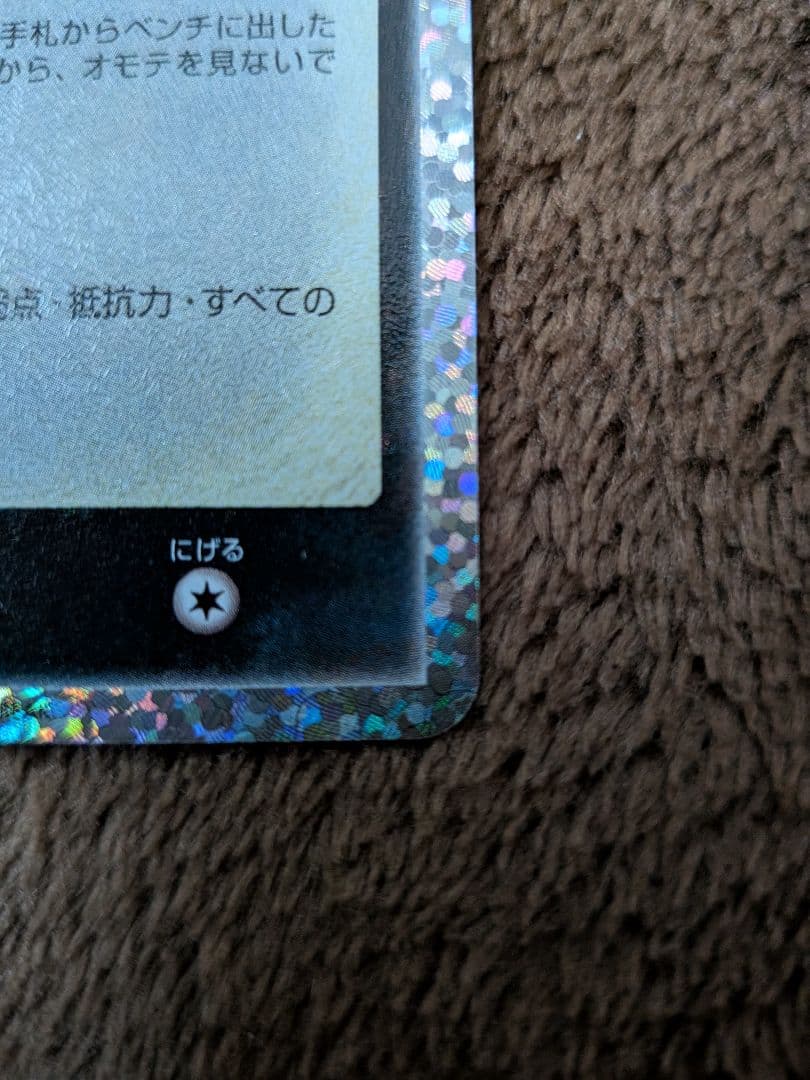 手札からベンチに出した
から、オモテを見ないで
点・抵抗力・すべての
にげる